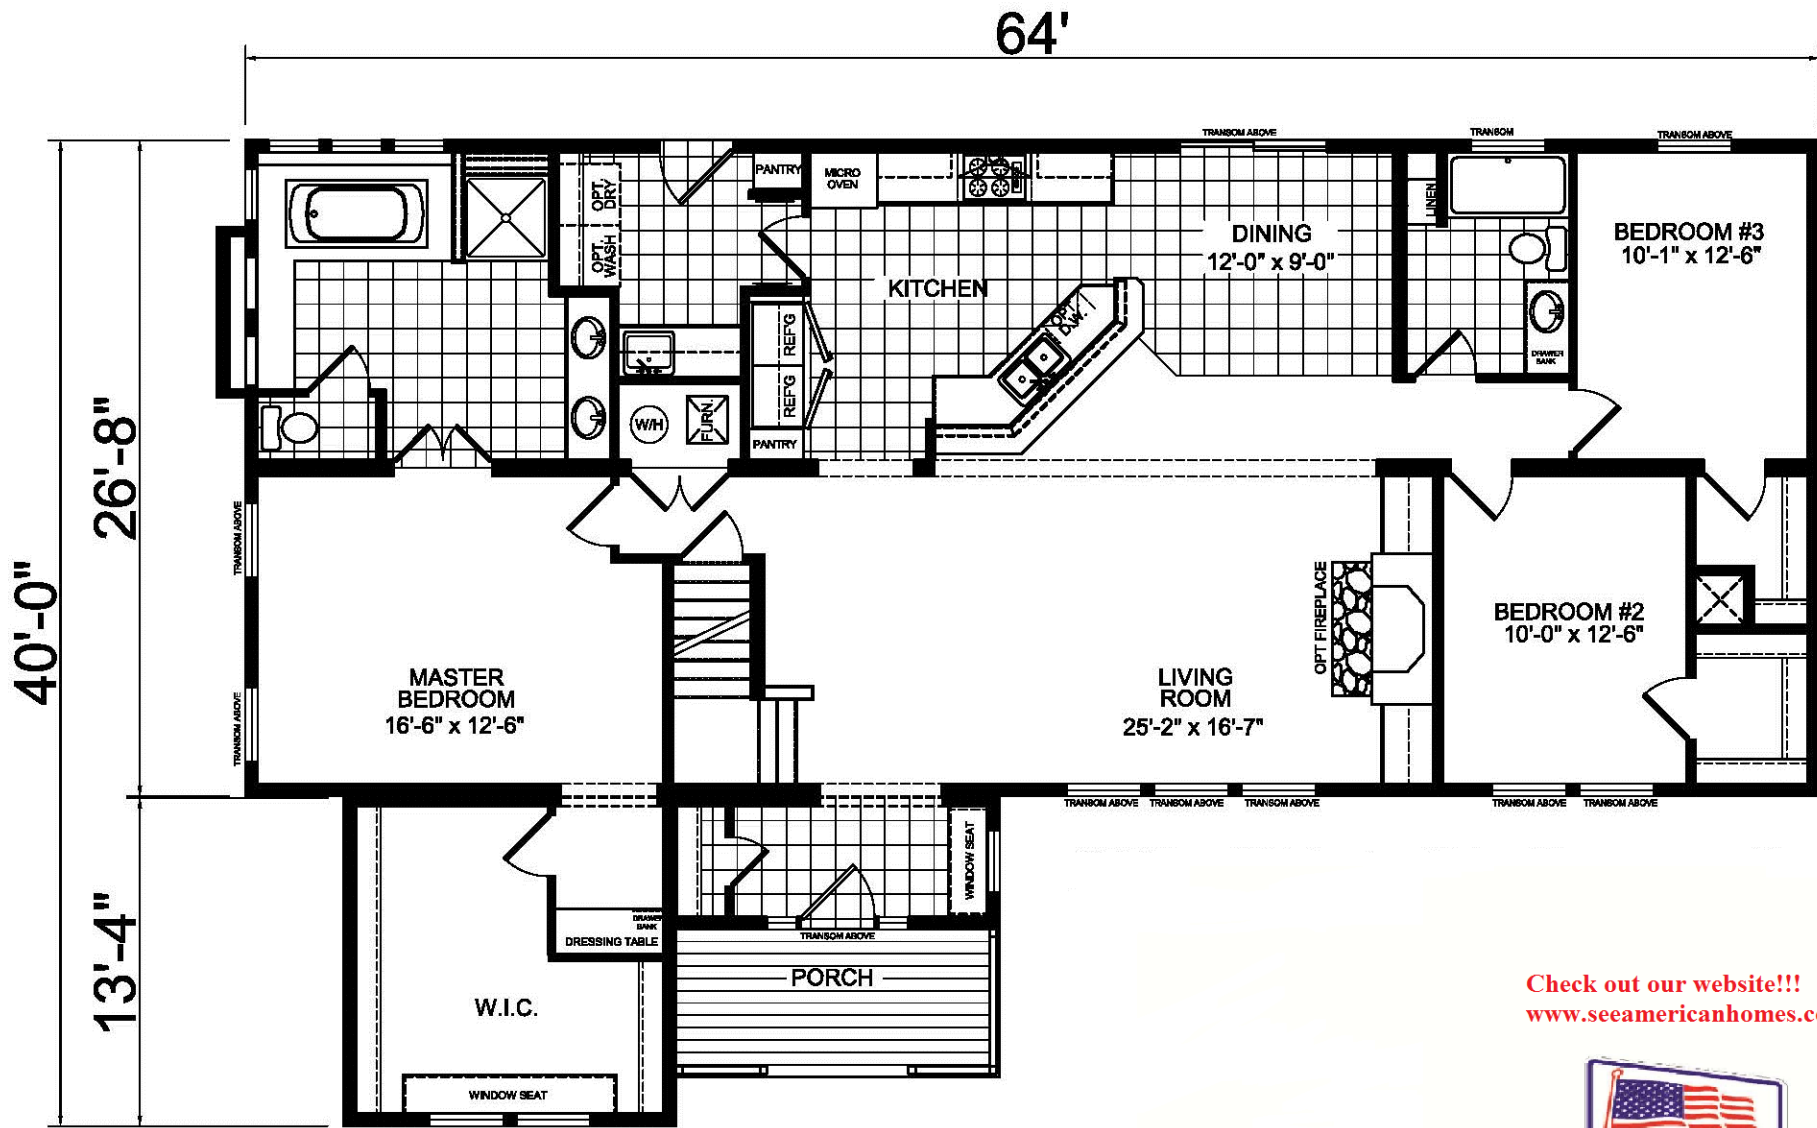 64'
TRANSOM ABOVE
TRANSOM
TRANSOM ABOVE
PANTRY
MICRO
OVEN
OPT.
DRY
OPT.
WASH
LINEN
BEDROOM #3
10'-1" x 12'-6"
DINING
12'-0" x 9'-0"
KITCHEN
OPT.
D.W.
REF'G
REF'G
DRAWER
BANK
W/H
FURN.
PANTRY
26'-8"
40'-0"
TRANSOM ABOVE
TRANSOM ABOVE
MASTER
BEDROOM
16'-6" x 12'-6"
LIVING
ROOM
25'-2" x 16'-7"
OPT FIREPLACE
BEDROOM #2
10'-0" x 12'-6"
TRANSOM ABOVE
TRANSOM ABOVE
TRANSOM ABOVE
TRANSOM ABOVE
TRANSOM ABOVE
13'-4"
WINDOW SEAT
DRAWER
BANK
DRESSING TABLE
TRANSOM ABOVE
PORCH
W.I.C.
WINDOW SEAT
Check out our website!!!
www.seeamericanhomes.c